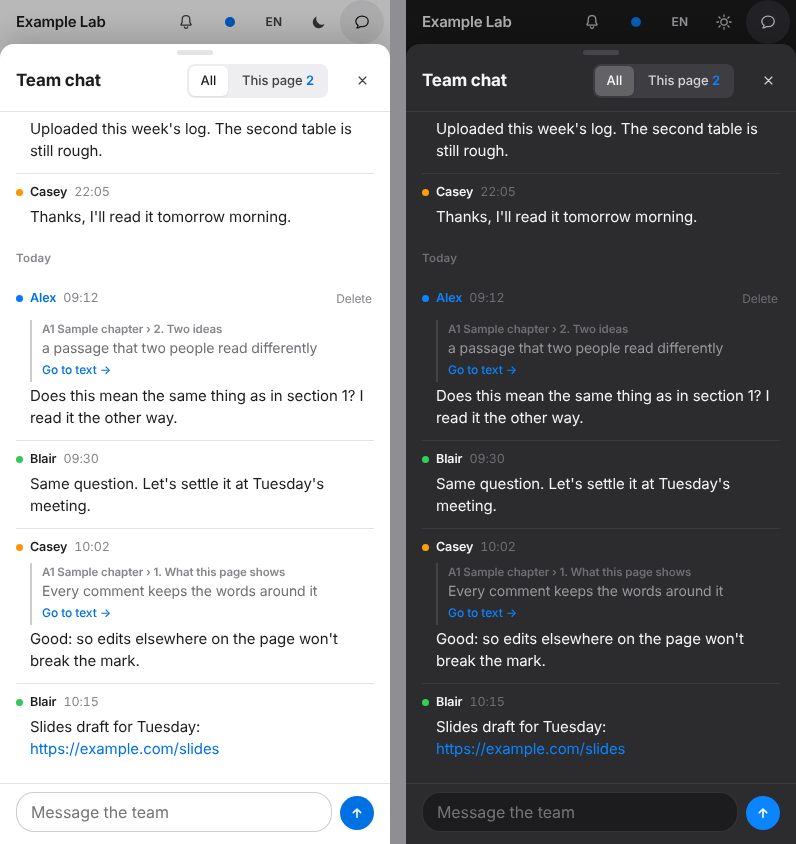 Example Lab EN
Team chat All This page 2 ×
Uploaded this week's log. The second table is
still rough.
Casey 22:05
Thanks, I'll read it tomorrow morning.
Today
Alex 09:12 Delete
A1 Sample chapter › 2. Two ideas
a passage that two people read differently
Go to text →
Does this mean the same thing as in section 1? I
read it the other way.
Blair 09:30
Same question. Let's settle it at Tuesday's
meeting.
Casey 10:02
A1 Sample chapter › 1. What this page shows
Every comment keeps the words around it
Go to text →
Good: so edits elsewhere on the page won't
break the mark.
Blair 10:15
Slides draft for Tuesday:
https://example.com/slides
Message the team
Example Lab EN
Team chat All This page 2 ×
Uploaded this week's log. The second table is
still rough.
Casey 22:05
Thanks, I'll read it tomorrow morning.
Today
Alex 09:12 Delete
A1 Sample chapter › 2. Two ideas
a passage that two people read differently
Go to text →
Does this mean the same thing as in section 1? I
read it the other way.
Blair 09:30
Same question. Let's settle it at Tuesday's
meeting.
Casey 10:02
A1 Sample chapter › 1. What this page shows
Every comment keeps the words around it
Go to text →
Good: so edits elsewhere on the page won't
break the mark.
Blair 10:15
Slides draft for Tuesday:
https://example.com/slides
Message the team